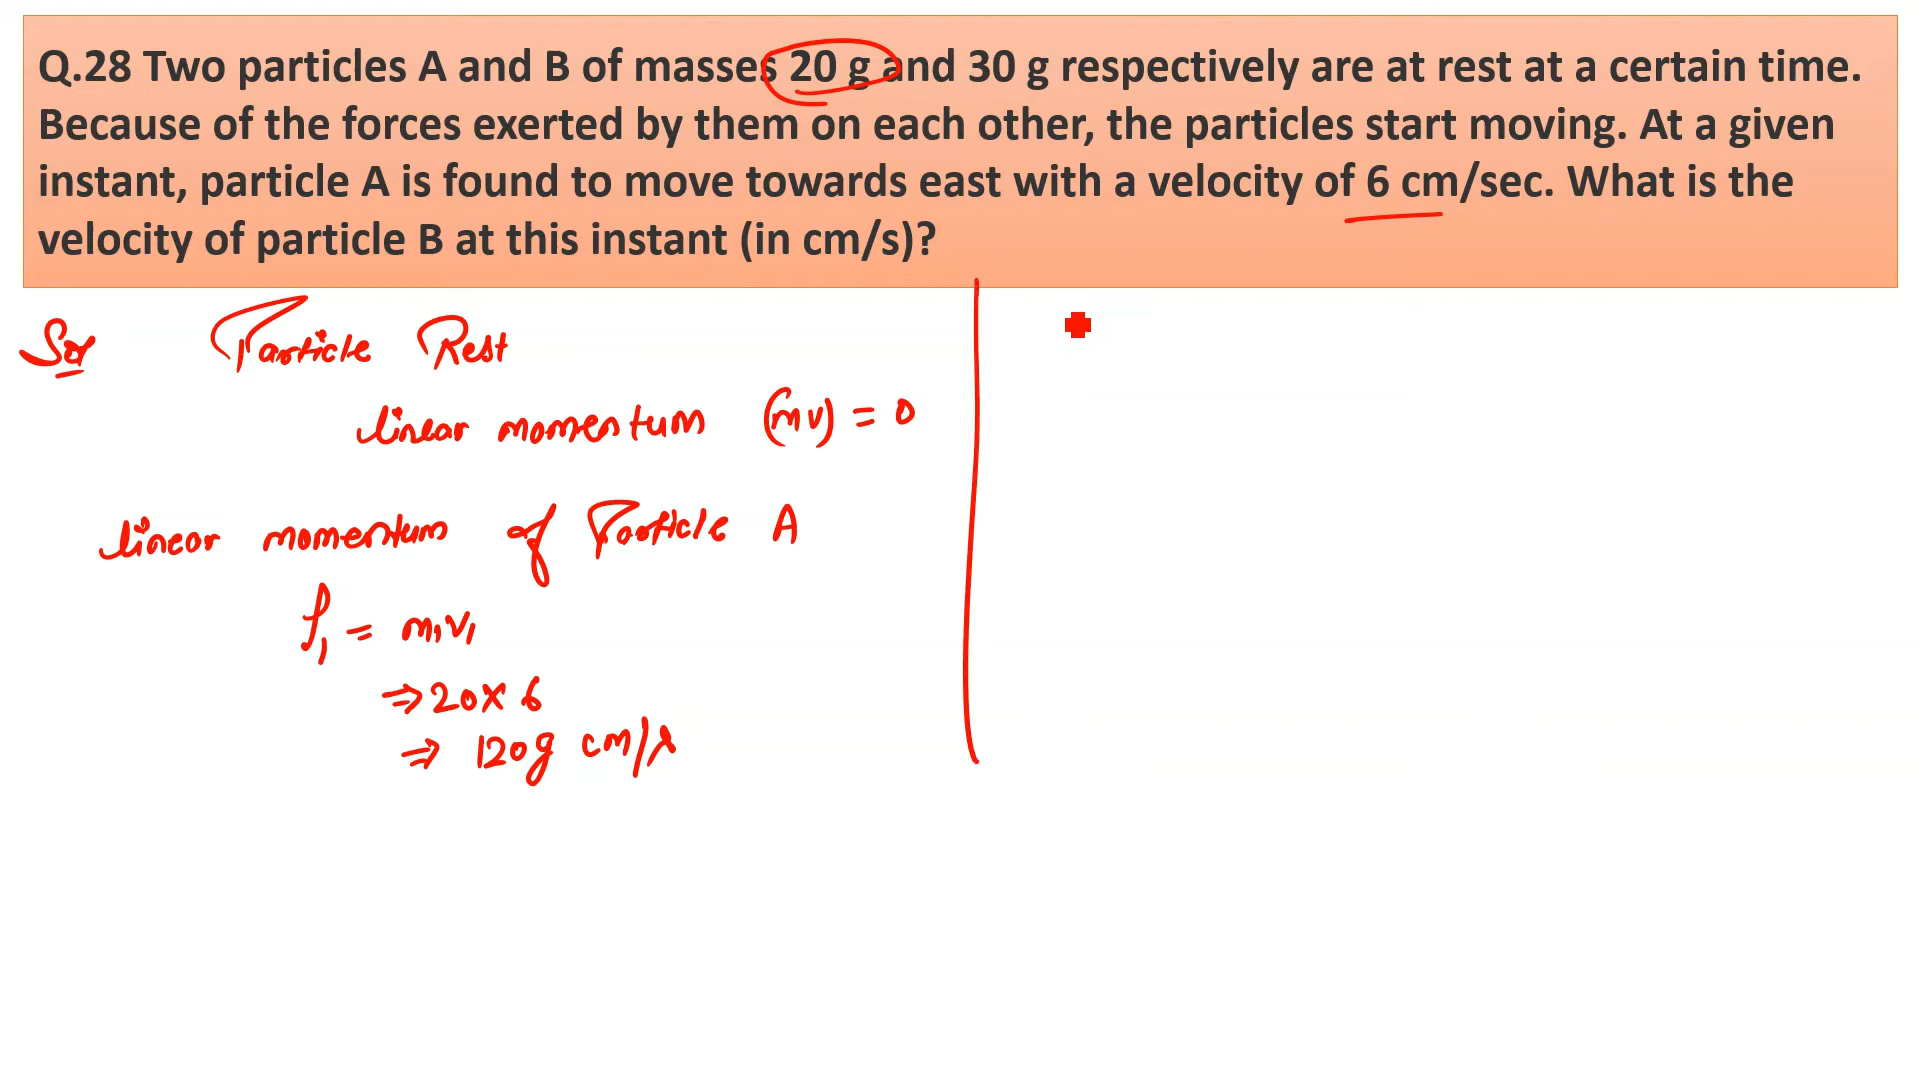 Q.28 Two particles A and B of masses 20 g and 30 g respectively are at rest at a certain time.
Because of the forces exerted by them on each other, the particles start moving. At a given
instant, particle A is found to move towards east with a velocity of 6 cm/sec. What is the
velocity of particle B at this instant (in cm/s)?
Sol Particle Rest
linear momentum (mv) = 0
linear momentum of Particle A
P₁ = m₁v₁
⇒ 20 × 6
⇒ 120g cm/s